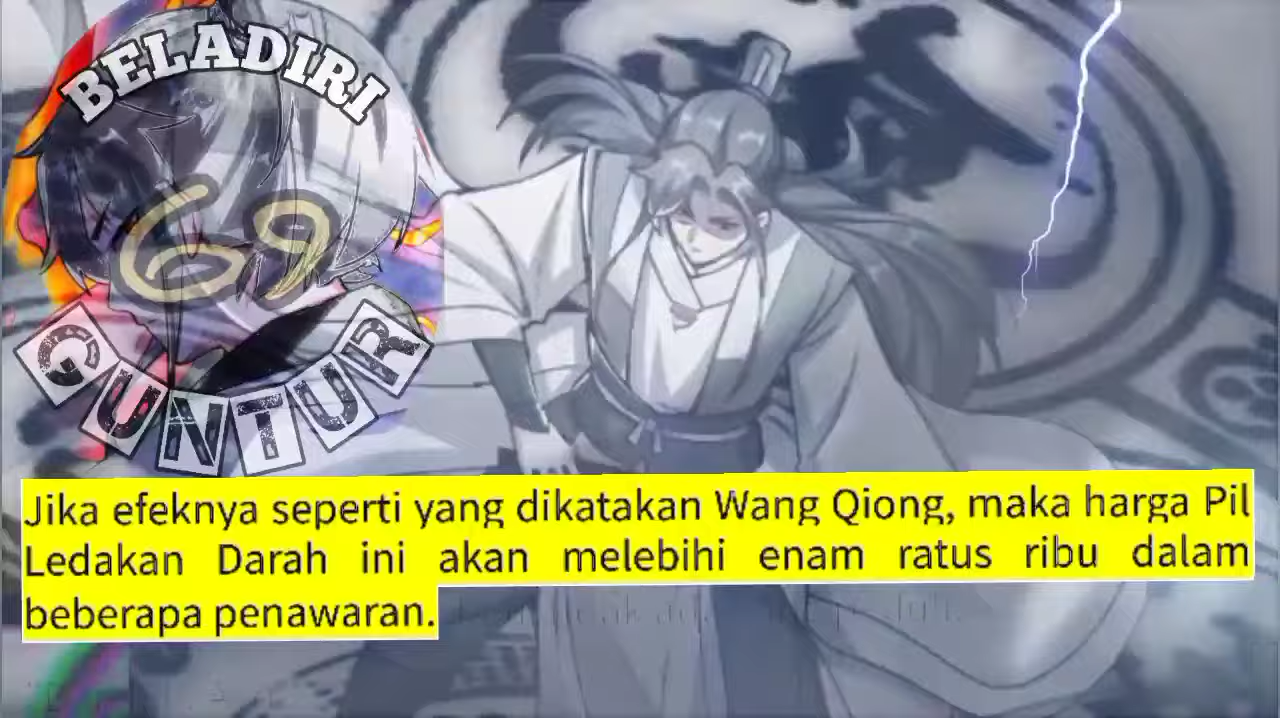 BELADIRI
69
GUNTUR
Jika efeknya seperti yang dikatakan Wang Qiong, maka harga Pil
Ledakan Darah ini akan melebihi enam ratus ribu dalam
beberapa penawaran.